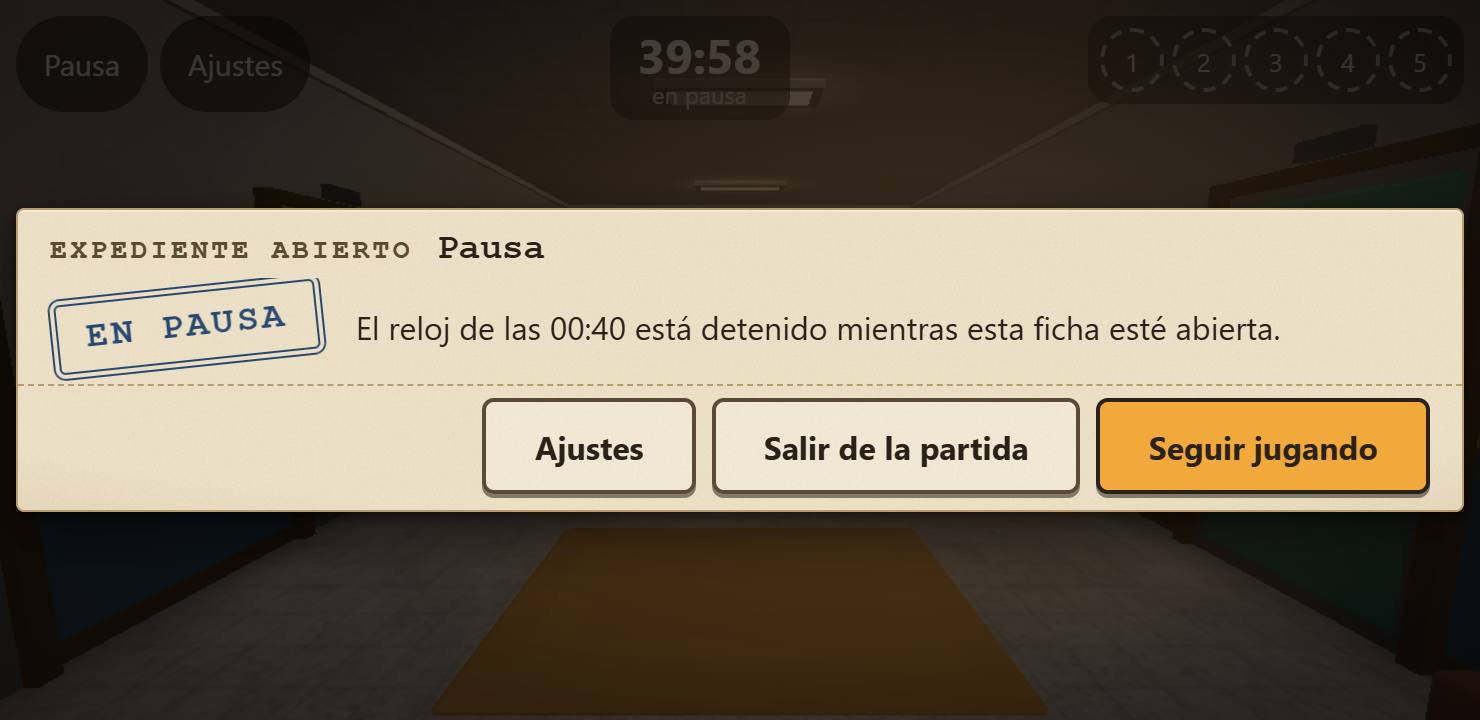 Pausa
Ajustes
39:58
en pausa
1 2 3 4 5
EXPEDIENTE ABIERTO Pausa
EN PAUSA
El reloj de las 00:40 está detenido mientras esta ficha esté abierta.
Ajustes
Salir de la partida
Seguir jugando